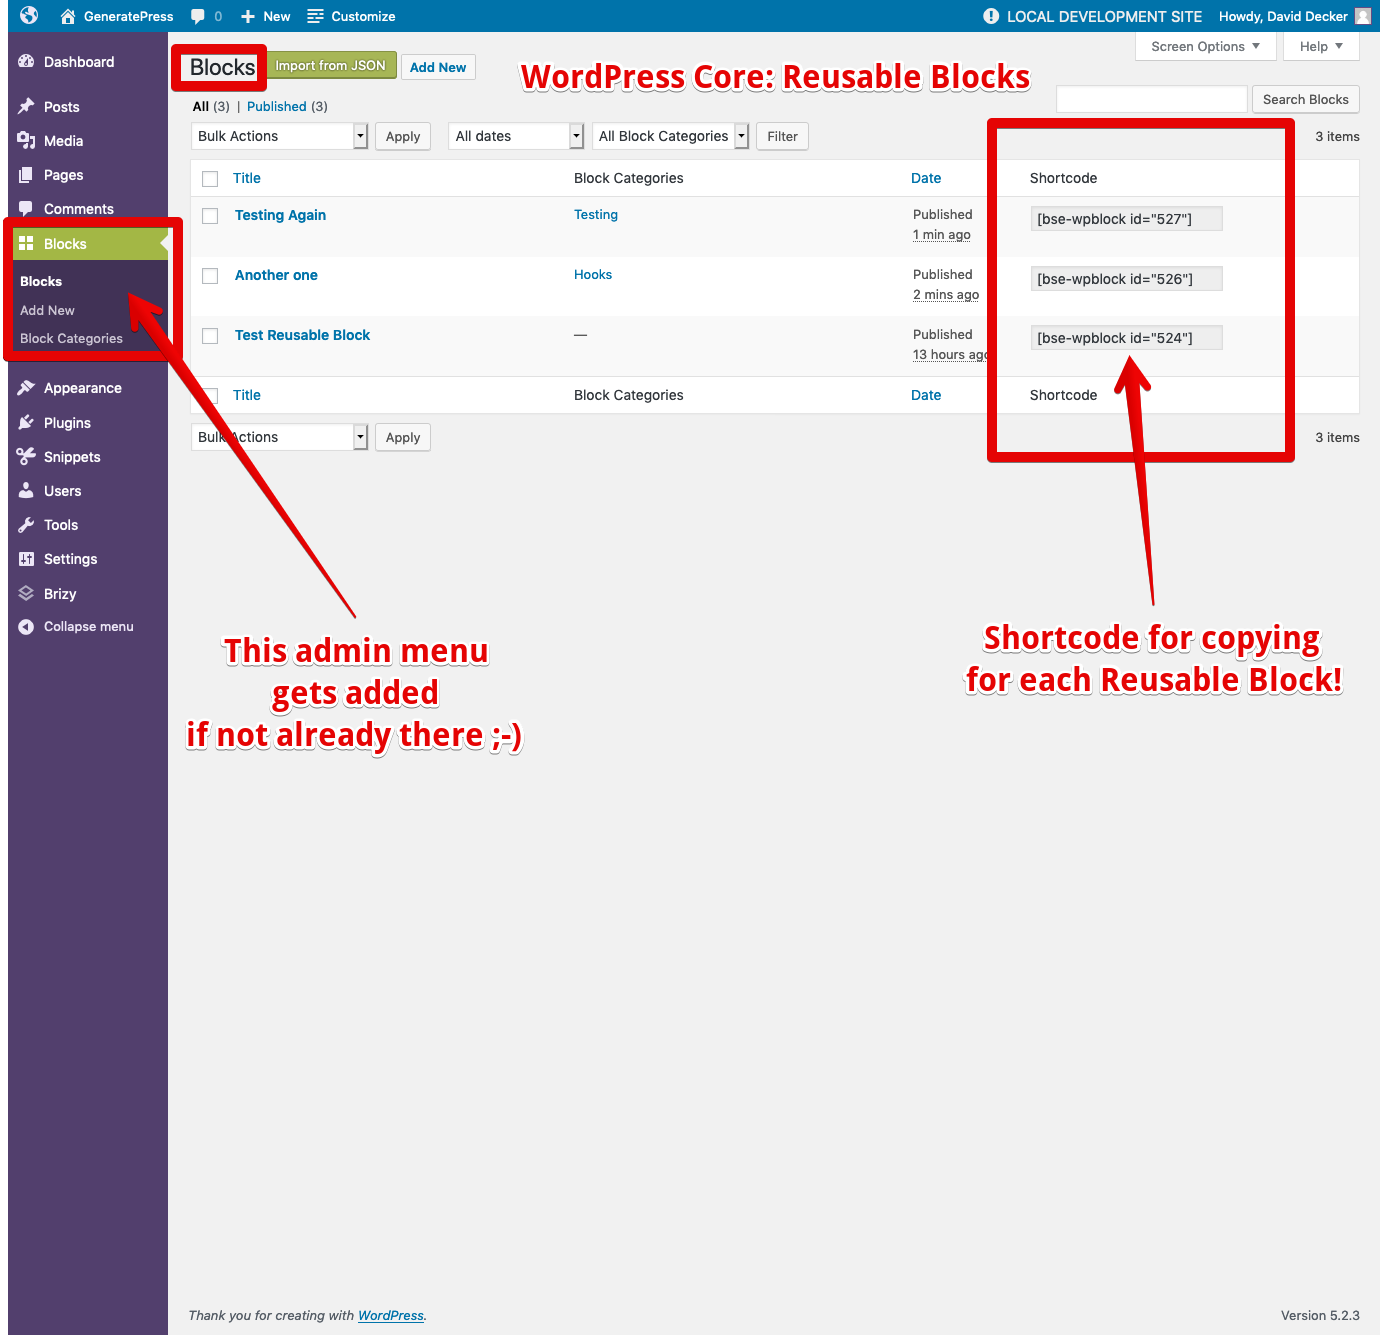 GeneratePress 0 New Customize LOCAL DEVELOPMENT SITE Howdy, David Decker
Screen Options Help
Dashboard
Posts
Media
Pages
Comments
Blocks
Blocks
Add New
Block Categories
Appearance
Plugins
Snippets
Users
Tools
Settings
Brizy
Collapse menu
Blocks Import from JSON Add New
WordPress Core: Reusable Blocks
All (3) | Published (3)
Search Blocks
Bulk Actions Apply All dates All Block Categories Filter 3 items
Title Block Categories Date Shortcode
Testing Again Testing Published [bse-wpblock id="527"]
1 min ago
Another one Hooks Published [bse-wpblock id="526"]
2 mins ago
Test Reusable Block — Published [bse-wpblock id="524"]
13 hours ago
Title Block Categories Date Shortcode
Bulk Actions Apply 3 items
This admin menu
gets added
if not already there ;-)
Shortcode for copying
for each Reusable Block!
Thank you for creating with WordPress. Version 5.2.3